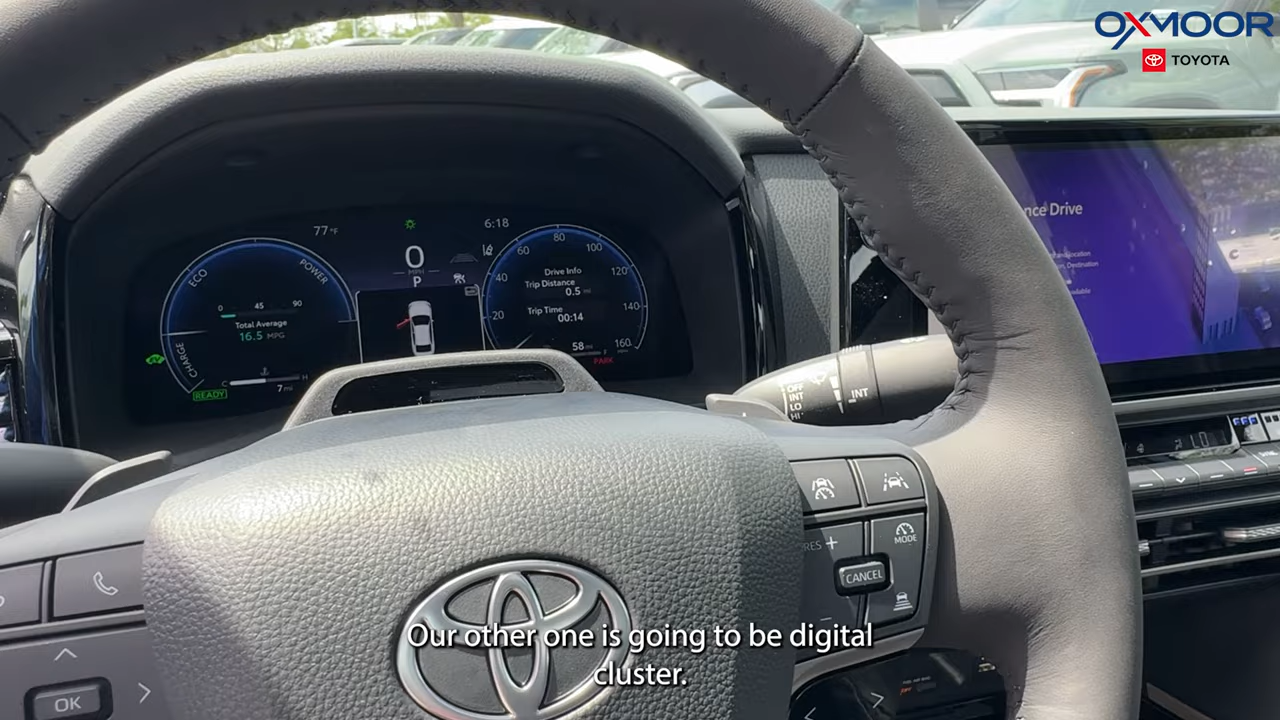 OXMOOR
TOYOTA
77°F
6:18
ECO
POWER
CHARGE
0 45 90
Total Average
16.5 MPG
C H
7 mi
READY
0
MPH
P
20 40 60 80 100 120 140 160
Drive Info
Trip Distance
0.5 mi
Trip Time
00:14
58 mi
PARK
nce Drive
Destination
OFF
INT
LO
HI
INT
RES +
MODE
CANCEL
OK
Our other one is going to be digital
cluster.